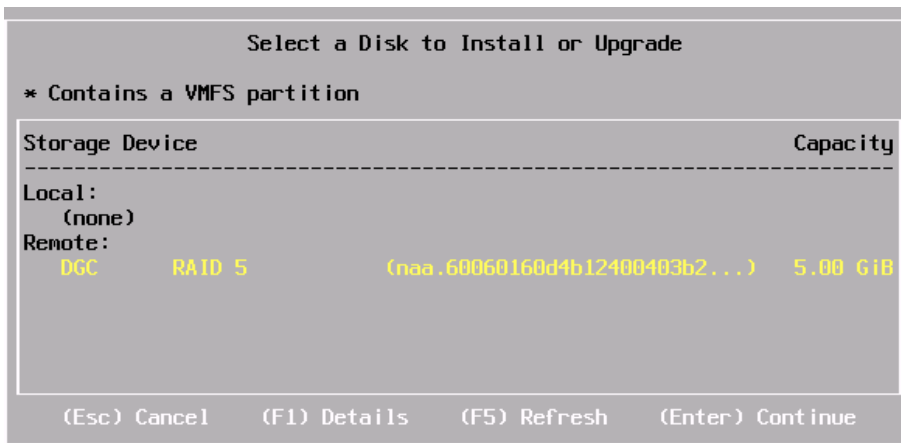 Select a Disk to Install or Upgrade
* Contains a VMFS partition
Storage Device Capacity
--------------------------------------------------------------------
Local:
(none)
Remote:
DGC RAID 5 (naa.60060160d4b12400403b2...) 5.00 GiB
(Esc) Cancel (F1) Details (F5) Refresh (Enter) Continue